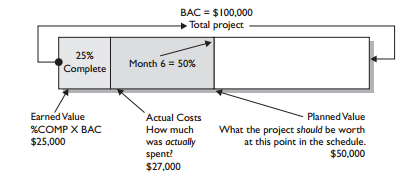 BAC = $100,000
Total project
25%
Complete
Month 6 = 50%
Earned Value
%COMP X BAC
$25,000
Actual Costs
How much
was actually
spent?
$27,000
Planned Value
What the project should be worth
at this point in the schedule.
$50,000